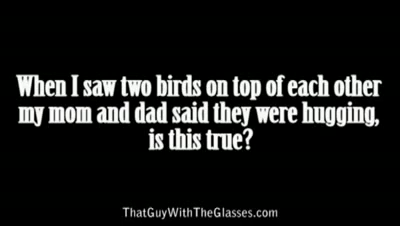 When I saw two birds on top of each other
my mom and dad said they were hugging,
is this true?
ThatGuyWithTheGlasses.com